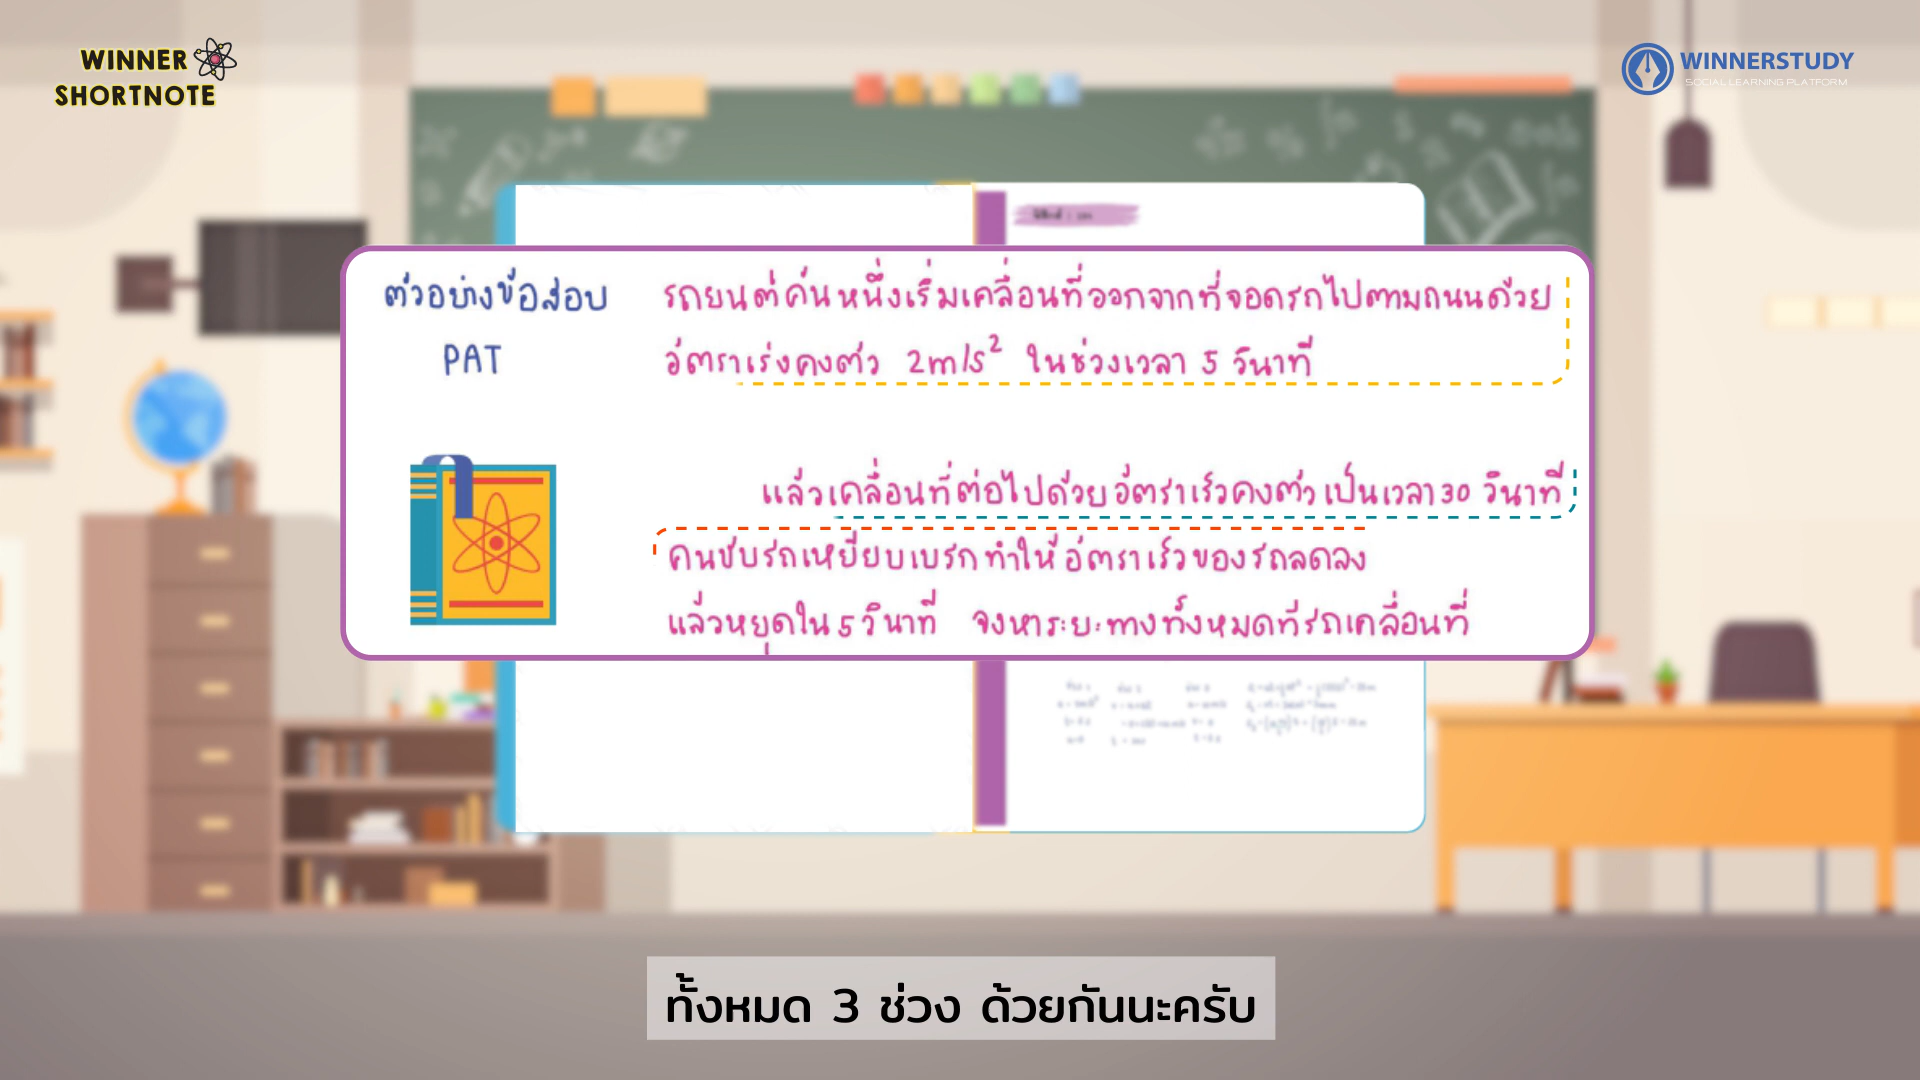 WINNER
SHORTNOTE
WINNERSTUDY
SOCIAL LEARNING PLATFORM
ตัวอย่างข้อสอบ
PAT
รถยนต์คันหนึ่งเริ่มเคลื่อนที่ออกจากที่จอดรถไปตามถนนด้วย
อัตราเร่งคงตัว 2m/s² ในช่วงเวลา 5 วินาที
แล้วเคลื่อนที่ต่อไปด้วยอัตราเร็วคงตัวเป็นเวลา 30 วินาที
คนขับรถเหยียบเบรกทำให้อัตราเร็วของรถลดลง
แล้วหยุดใน 5 วินาที จงหาระยะทางทั้งหมดที่รถเคลื่อนที่
ทั้งหมด 3 ช่วง ด้วยกันนะครับ